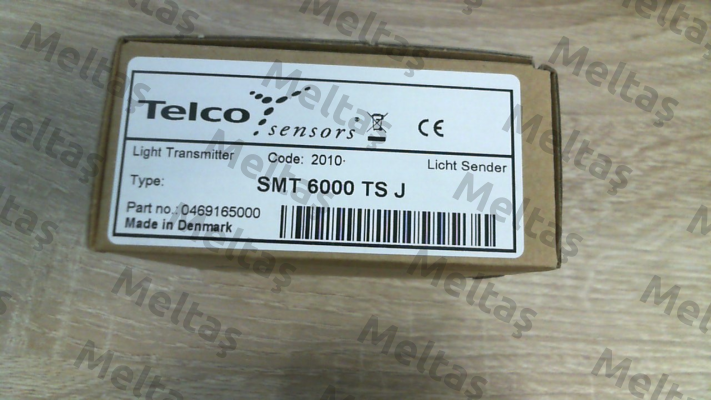 Telco
sensors
CE
Light Transmitter Code: 2010 Licht Sender
Type: SMT 6000 TS J
Part no.: 0469165000
Made in Denmark
Meltaş